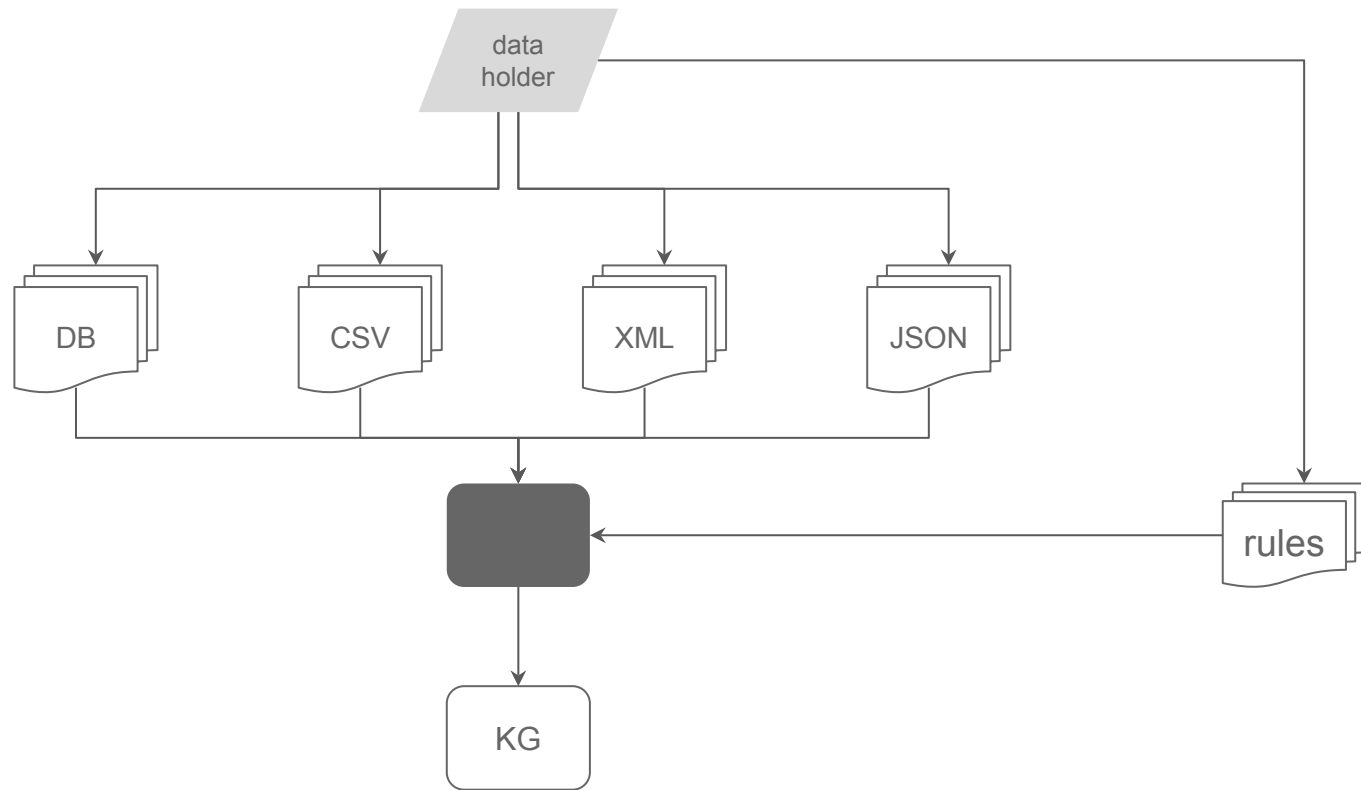 data
holder
DB
CSV
XML
JSON
rules
KG